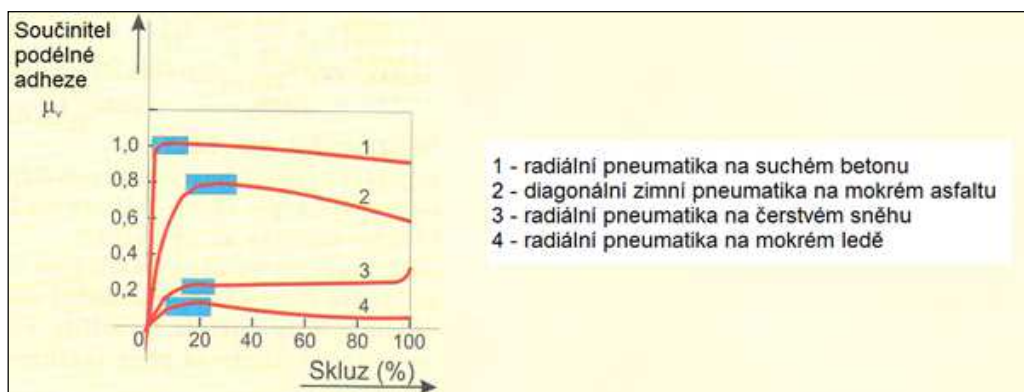 Součinitel
podélné
adheze
μᵥ
1,0
0,8
0,6
0,4
0,2
0
1
2
3
4
20 40 60 80 100
Skluz (%)
1 - radiální pneumatika na suchém betonu
2 - diagonální zimní pneumatika na mokrém asfaltu
3 - radiální pneumatika na čerstvém sněhu
4 - radiální pneumatika na mokrém ledě